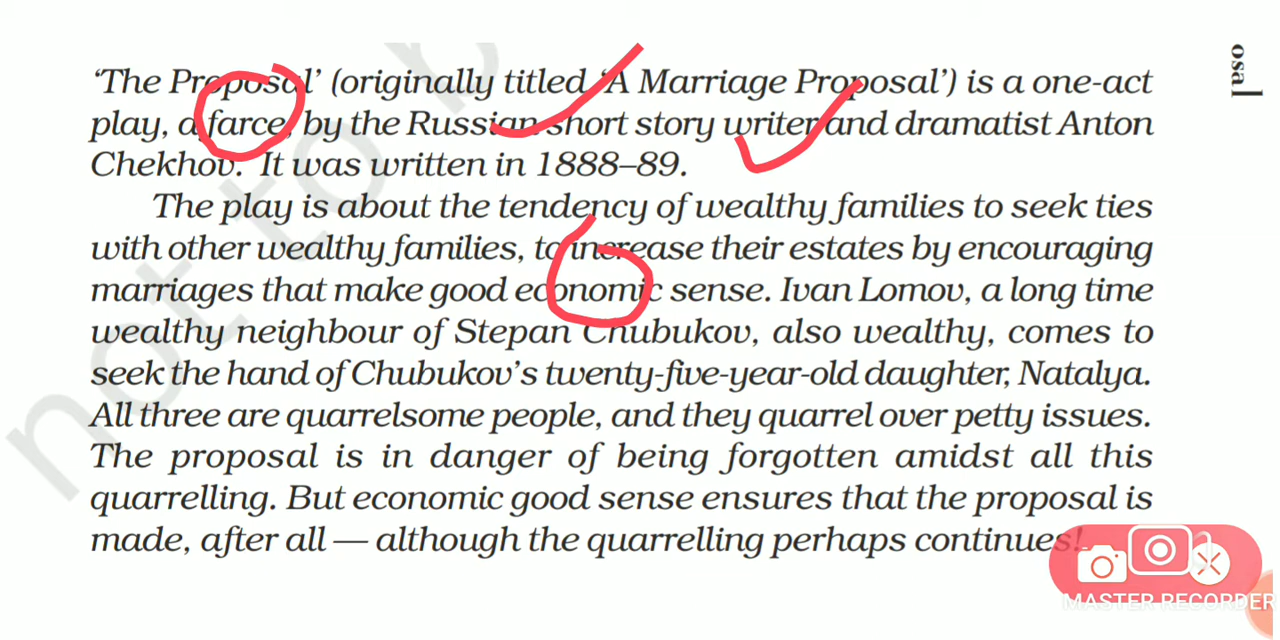 ‘The Proposal’ (originally titled ‘A Marriage Proposal’) is a one-act
play, a farce, by the Russian short story writer and dramatist Anton
Chekhov. It was written in 1888–89.
The play is about the tendency of wealthy families to seek ties
with other wealthy families, to increase their estates by encouraging
marriages that make good economic sense. Ivan Lomov, a long time
wealthy neighbour of Stepan Chubukov, also wealthy, comes to
seek the hand of Chubukov’s twenty-five-year-old daughter, Natalya.
All three are quarrelsome people, and they quarrel over petty issues.
The proposal is in danger of being forgotten amidst all this
quarrelling. But economic good sense ensures that the proposal is
made, after all — although the quarrelling perhaps continues!
osal
not to
MASTER RECORDER